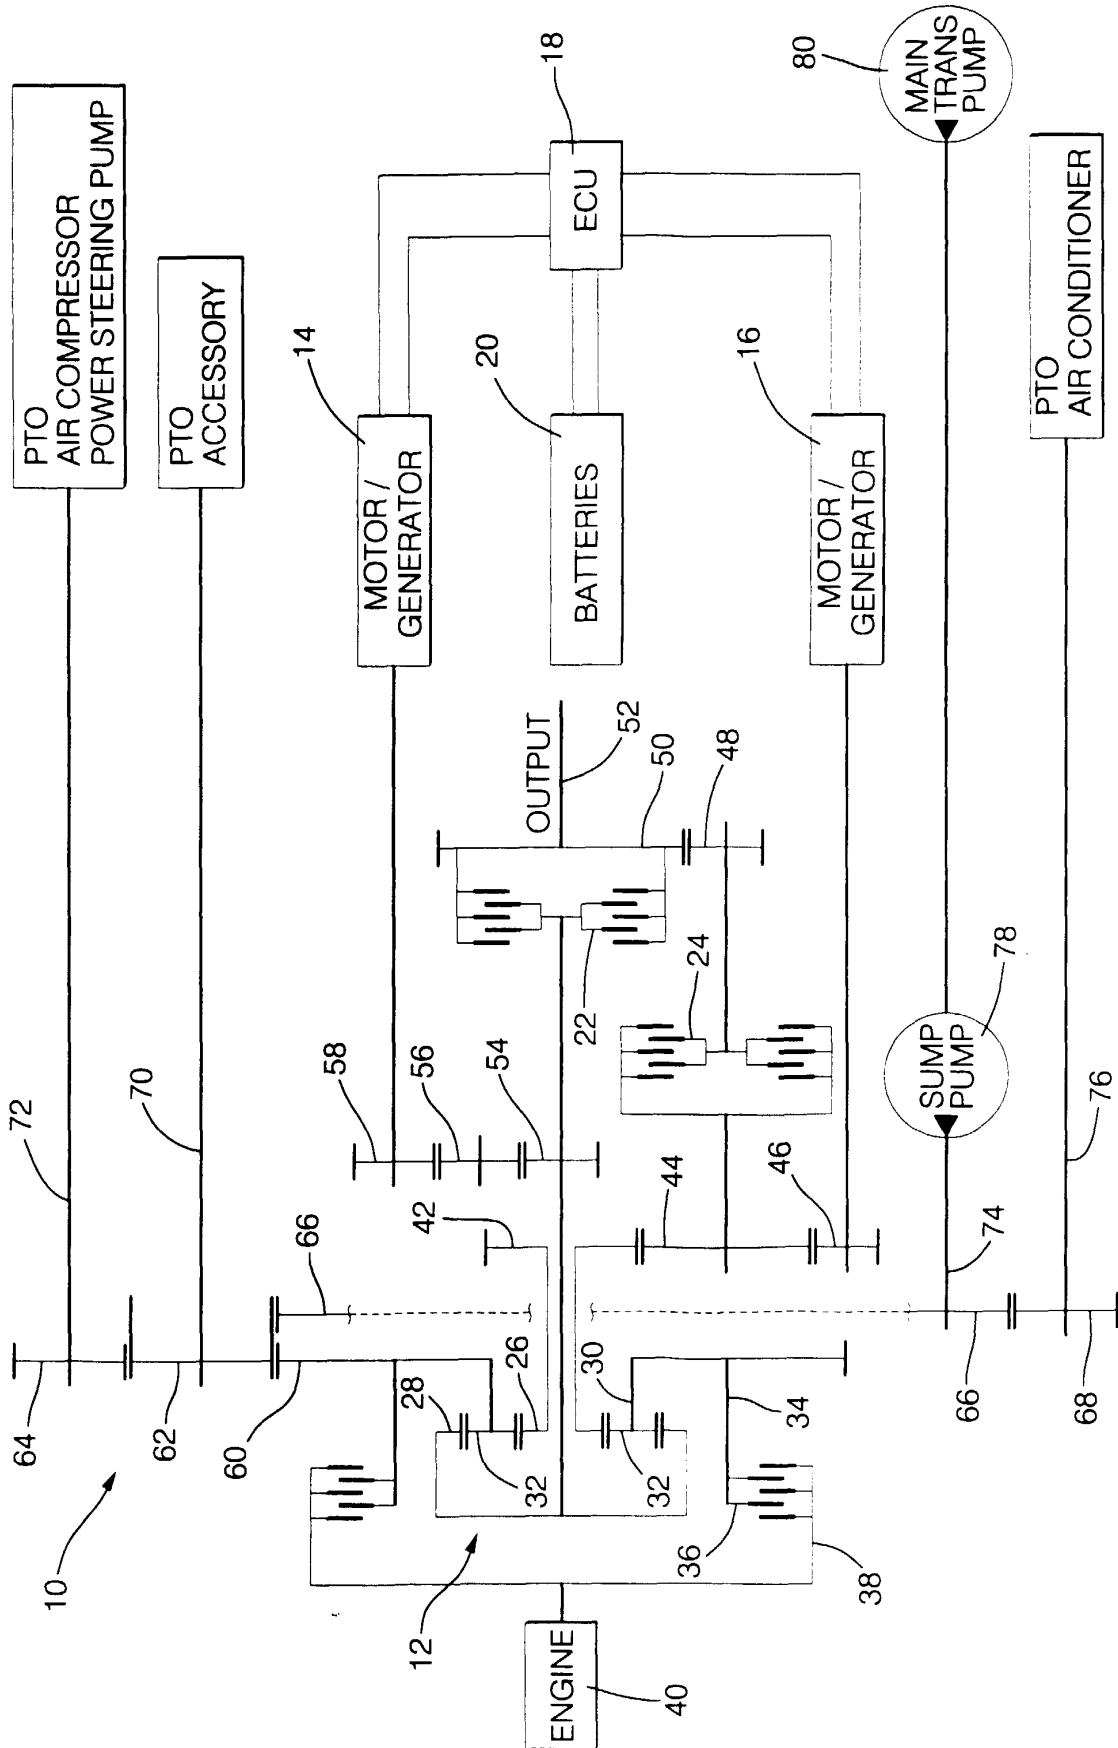 PTO
AIR COMPRESSOR
POWER STEERING PUMP
PTO
ACCESSORY
72
70
64
62
60
66
10
14
MOTOR /
GENERATOR
18
ECU
20
BATTERIES
16
MOTOR /
GENERATOR
58
56
54
42
OUTPUT
52
50
48
22
24
44
46
28
26
30
32
32
34
36
38
12
ENGINE
40
80
MAIN
TRANS
PUMP
78
SUMP
PUMP
74
76
66
68
PTO
AIR CONDITIONER